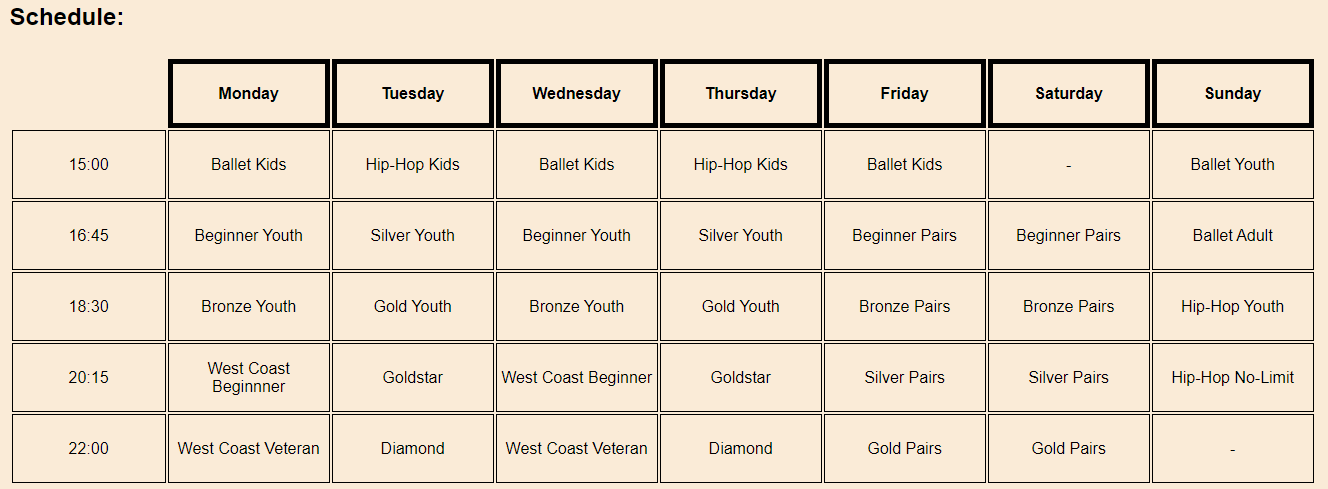 Schedule:
Monday Tuesday Wednesday Thursday Friday Saturday Sunday
15:00 Ballet Kids Hip-Hop Kids Ballet Kids Hip-Hop Kids Ballet Kids - Ballet Youth
16:45 Beginner Youth Silver Youth Beginner Youth Silver Youth Beginner Pairs Beginner Pairs Ballet Adult
18:30 Bronze Youth Gold Youth Bronze Youth Gold Youth Bronze Pairs Bronze Pairs Hip-Hop Youth
20:15 West Coast Beginnner Goldstar West Coast Beginner Goldstar Silver Pairs Silver Pairs Hip-Hop No-Limit
22:00 West Coast Veteran Diamond West Coast Veteran Diamond Gold Pairs Gold Pairs -